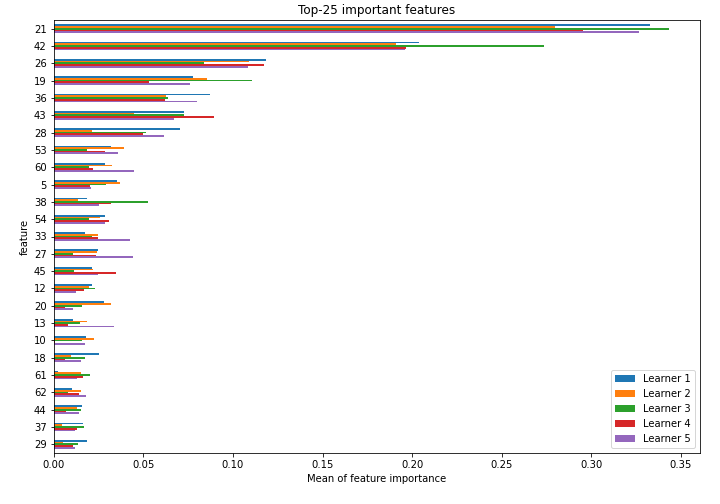 Top-25 important features
feature
21
42
26
19
36
43
28
53
60
5
38
54
33
27
45
12
20
13
10
18
61
62
44
37
29
Learner 1
Learner 2
Learner 3
Learner 4
Learner 5
0.00 0.05 0.10 0.15 0.20 0.25 0.30 0.35
Mean of feature importance